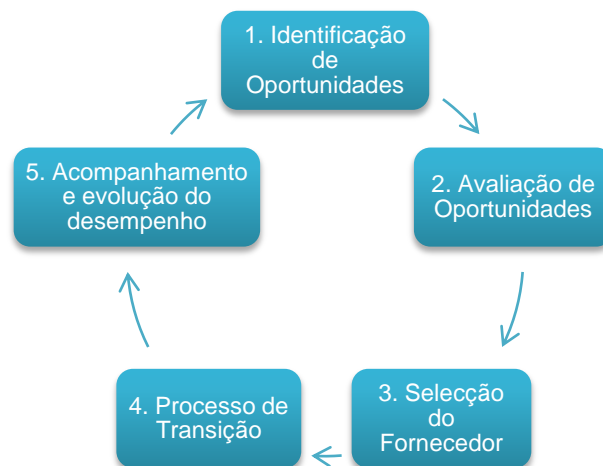 1. Identificação
de
Oportunidades
2. Avaliação de
Oportunidades
3. Selecção
do
Fornecedor
4. Processo de
Transição
5. Acompanhamento
e evolução do
desempenho